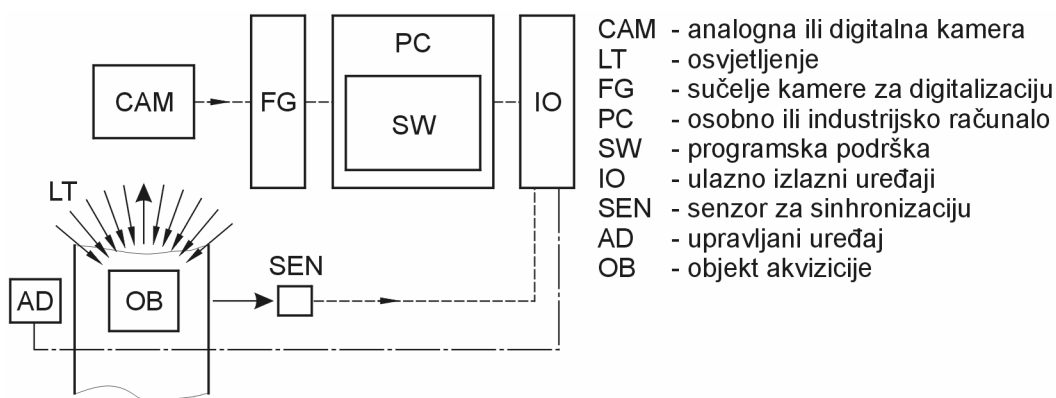 CAM
FG
PC
SW
IO
LT
SEN
AD
OB
CAM - analogna ili digitalna kamera
LT - osvjetljenje
FG - sučelje kamere za digitalizaciju
PC - osobno ili industrijsko računalo
SW - programska podrška
IO - ulazno izlazni uređaji
SEN - senzor za sinhronizaciju
AD - upravljani uređaj
OB - objekt akvizicije